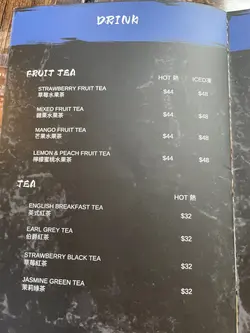 DRINK
FRUIT TEA HOT 熱 ICED凍
STRAWBERRY FRUIT TEA $44 $48
草莓水果茶
MIXED FRUIT TEA $44 $48
雜果水果茶
MANGO FRUIT TEA $44 $48
芒果水果茶
LEMON & PEACH FRUIT TEA $44 $48
檸檬蜜桃水果茶
TEA HOT 熱
ENGLISH BREAKFAST TEA $32
英式紅茶
EARL GREY TEA $32
伯爵紅茶
STRAWBERRY BLACK TEA $32
草莓紅茶
JASMINE GREEN TEA $32
茉莉綠茶